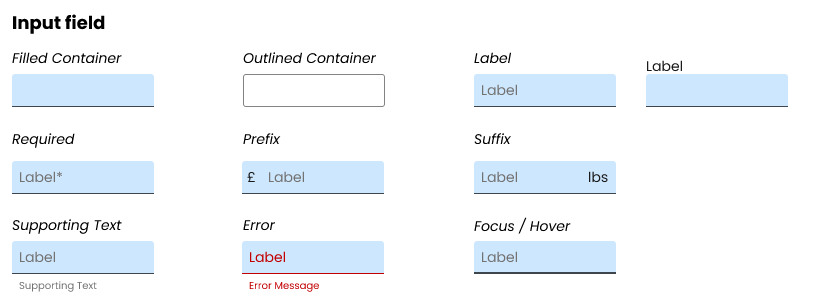 Input field
Filled Container
Outlined Container
Label
Label
Label
Required
Prefix
Suffix
Label*
£ Label
Label lbs
Supporting Text
Error
Focus / Hover
Label
Label
Label
Supporting Text
Error Message